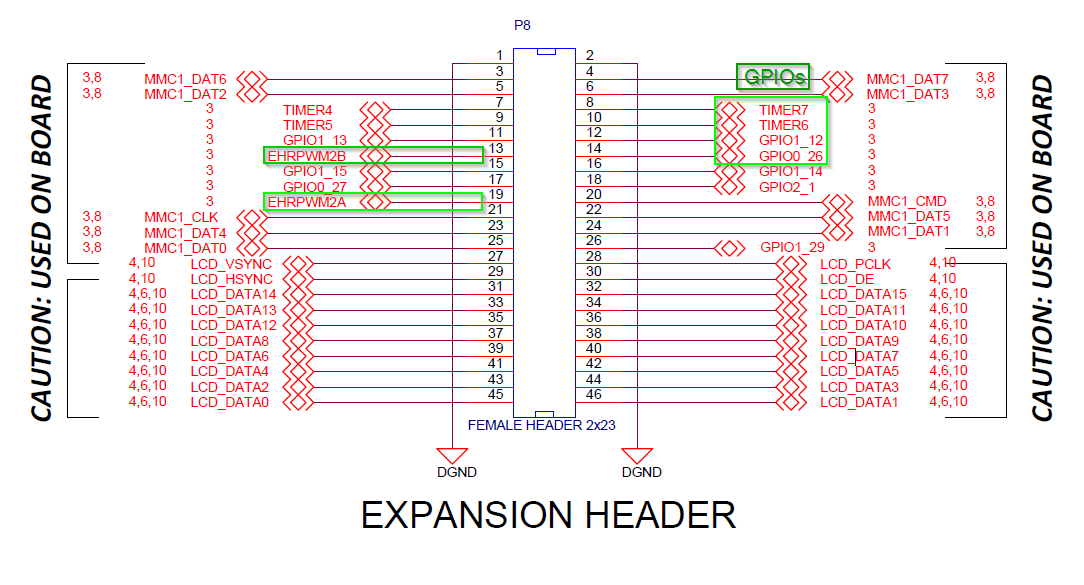 P8
1 2
3,8 MMC1_DAT6 3 4 GPIOs MMC1_DAT7 3,8
3,8 MMC1_DAT2 5 6 MMC1_DAT3 3,8
3 TIMER4 7 8 TIMER7 3
3 TIMER5 9 10 TIMER6 3
3 GPIO1_13 11 12 GPIO1_12 3
3 EHRPWM2B 13 14 GPIO0_26 3
3 GPIO1_15 15 16 GPIO1_14 3
3 GPIO0_27 17 18 GPIO2_1 3
3 EHRPWM2A 19 20 MMC1_CMD 3,8
3,8 MMC1_CLK 21 22 MMC1_DAT5 3,8
3,8 MMC1_DAT4 23 24 MMC1_DAT1 3,8
3,8 MMC1_DAT0 25 26 GPIO1_29 3
4,10 LCD_VSYNC 27 28 LCD_PCLK 4,10
4,10 LCD_HSYNC 29 30 LCD_DE 4,10
4,6,10 LCD_DATA14 31 32 LCD_DATA15 4,6,10
4,6,10 LCD_DATA13 33 34 LCD_DATA11 4,6,10
4,6,10 LCD_DATA12 35 36 LCD_DATA10 4,6,10
4,6,10 LCD_DATA8 37 38 LCD_DATA9 4,6,10
4,6,10 LCD_DATA6 39 40 LCD_DATA7 4,6,10
4,6,10 LCD_DATA4 41 42 LCD_DATA5 4,6,10
4,6,10 LCD_DATA2 43 44 LCD_DATA3 4,6,10
4,6,10 LCD_DATA0 45 46 LCD_DATA1 4,6,10
CAUTION: USED ON BOARD
CAUTION: USED ON BOARD
FEMALE HEADER 2x23
DGND DGND
EXPANSION HEADER